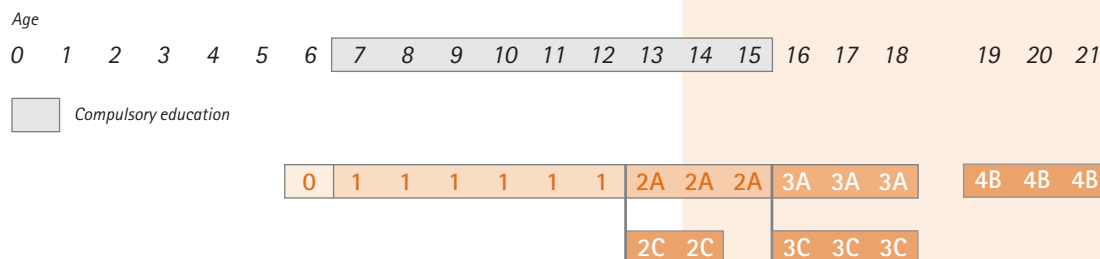 Age
0 1 2 3 4 5 6 7 8 9 10 11 12 13 14 15 16 17 18 19 20 21
Compulsory education
0 1 1 1 1 1 1 2A 2A 2A 3A 3A 3A 4B 4B 4B
2C 2C 3C 3C 3C